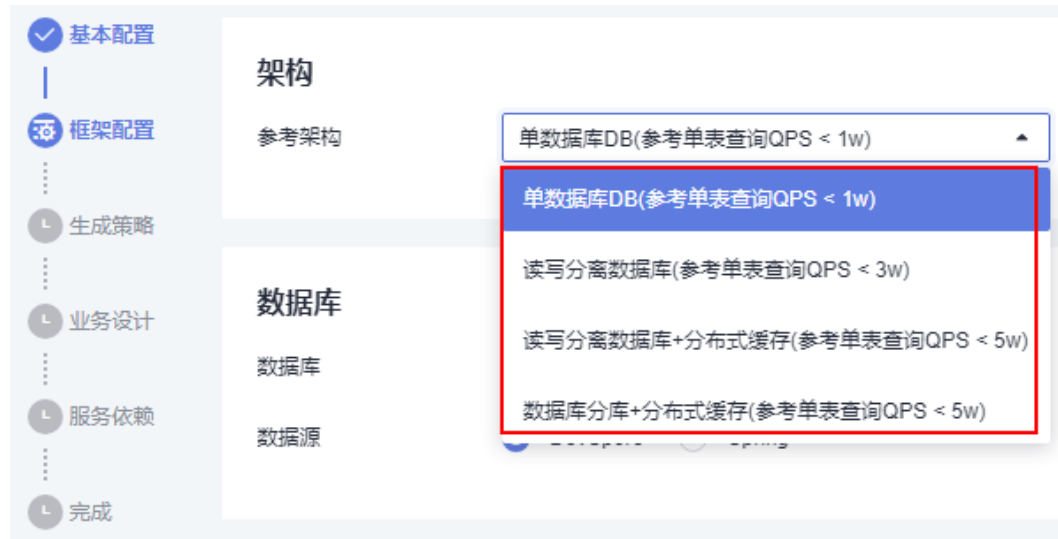 基本配置
框架配置
生成策略
业务设计
服务依赖
完成
架构
参考架构
单数据库DB(参考单表查询QPS < 1w)
单数据库DB(参考单表查询QPS < 1w)
读写分离数据库(参考单表查询QPS < 3w)
读写分离数据库+分布式缓存(参考单表查询QPS < 5w)
数据库分库+分布式缓存(参考单表查询QPS < 5w)
数据库
数据库
数据源